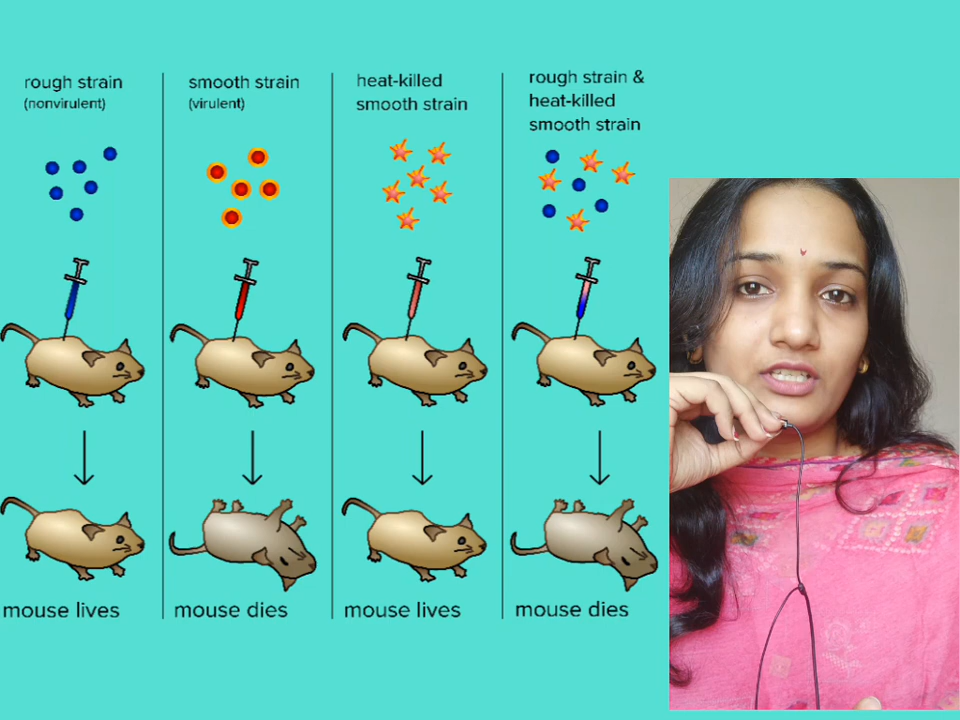 rough strain
(nonvirulent)
smooth strain
(virulent)
heat-killed
smooth strain
rough strain &
heat-killed
smooth strain
mouse lives
mouse dies
mouse lives
mouse dies